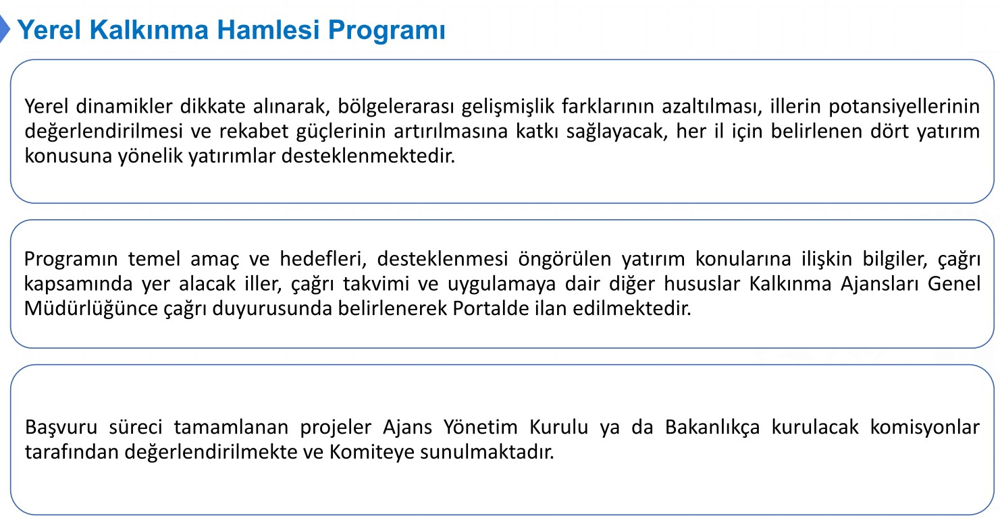 Yerel Kalkınma Hamlesi Programı
Yerel dinamikler dikkate alınarak, bölgelerarası gelişmişlik farklarının azaltılması, illerin potansiyellerinin
değerlendirilmesi ve rekabet güçlerinin artırılmasına katkı sağlayacak, her il için belirlenen dört yatırım
konusuna yönelik yatırımlar desteklenmektedir.
Programın temel amaç ve hedefleri, desteklenmesi öngörülen yatırım konularına ilişkin bilgiler, çağrı
kapsamında yer alacak iller, çağrı takvimi ve uygulamaya dair diğer hususlar Kalkınma Ajansları Genel
Müdürlüğünce çağrı duyurusunda belirlenerek Portalde ilan edilmektedir.
Başvuru süreci tamamlanan projeler Ajans Yönetim Kurulu ya da Bakanlıkça kurulacak komisyonlar
tarafından değerlendirilmekte ve Komiteye sunulmaktadır.